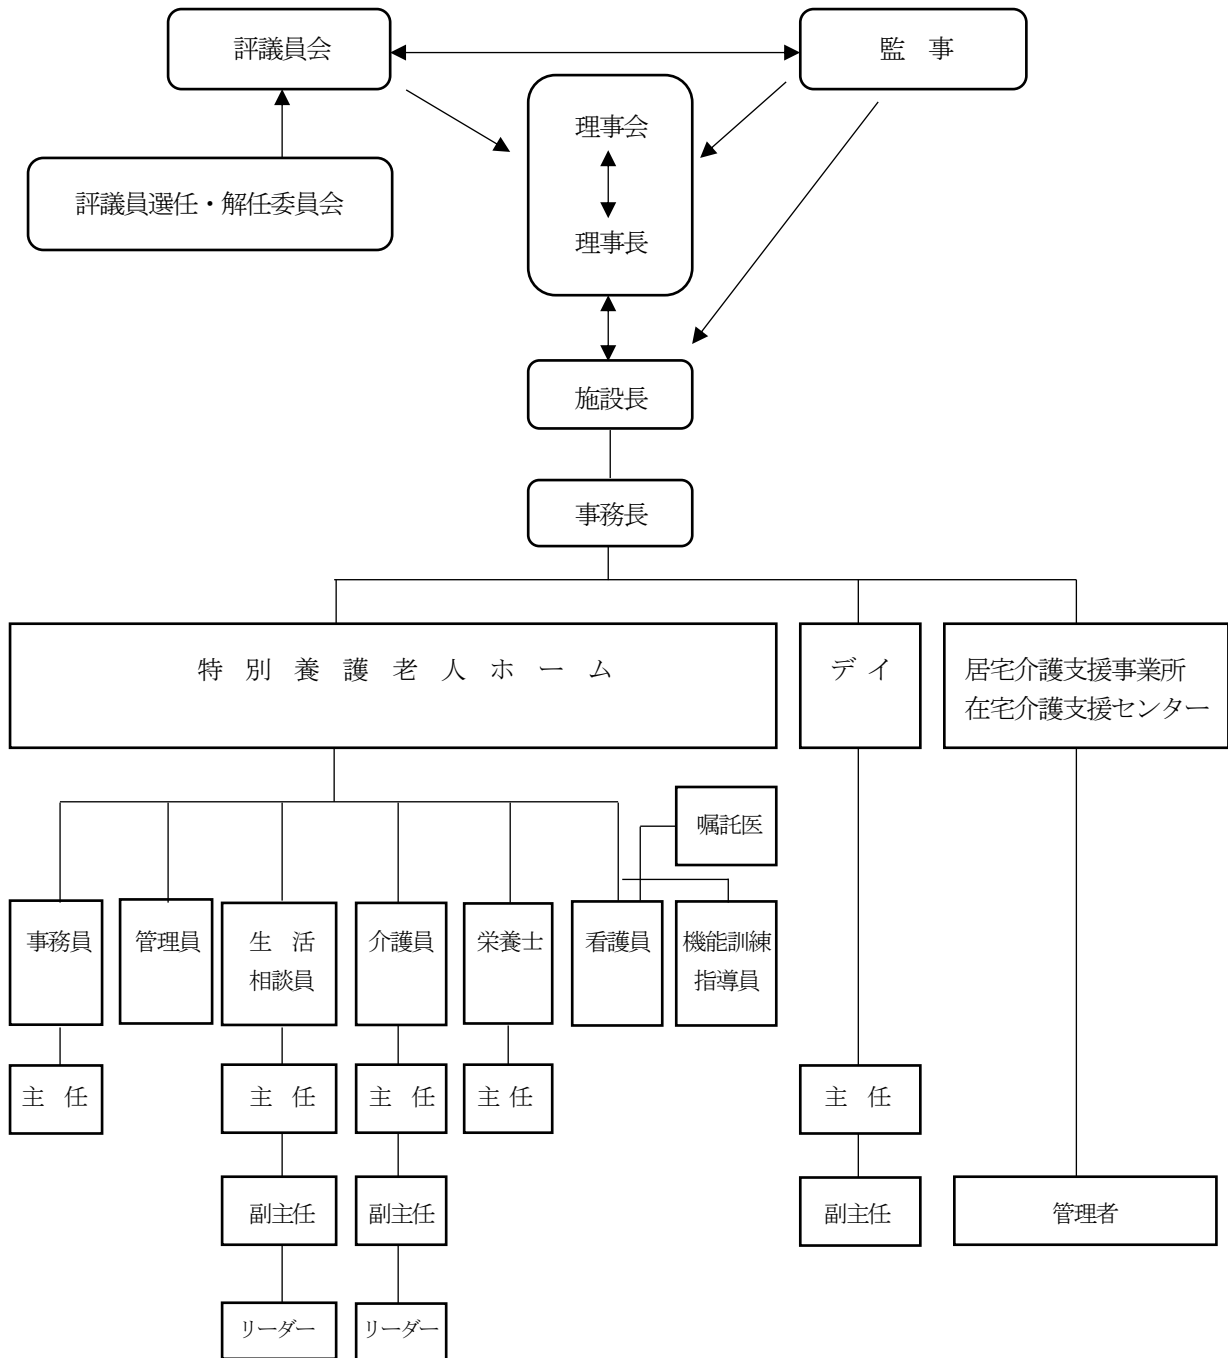 評議員会
監　事
理事会
評議員選任・解任委員会
理事長
施設長
事務長
特　別　養　護　老　人　ホ　ー　ム
デ　イ
居宅介護支援事業所
在宅介護支援センター
嘱託医
事務員
管理員
生　活
相談員
介護員
栄養士
看護員
機能訓練
指導員
主　任
主　任
主　任
主　任
主　任
副主任
副主任
副主任
管理者
リーダー
リーダー